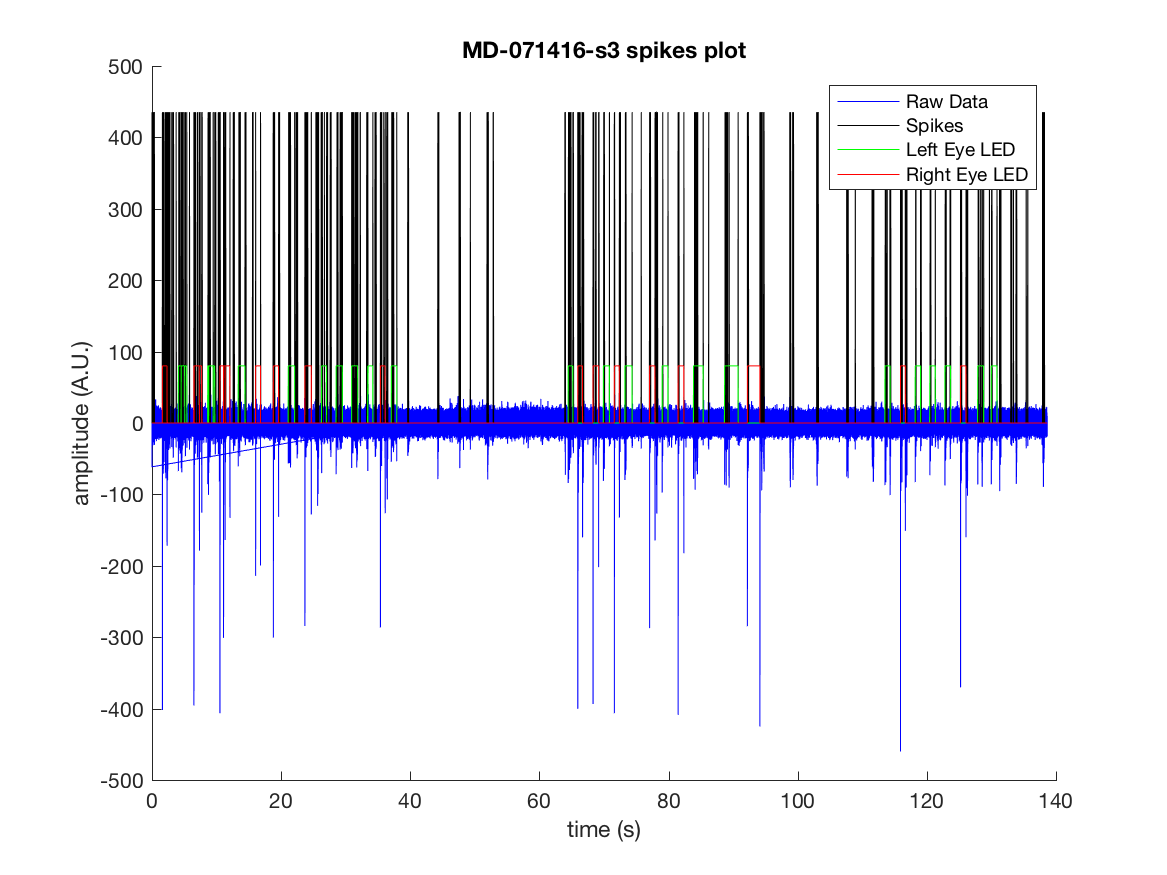 MD-071416-s3 spikes plot
500
400
300
200
100
0
-100
-200
-300
-400
-500
amplitude (A.U.)
Raw Data
Spikes
Left Eye LED
Right Eye LED
0 20 40 60 80 100 120 140
time (s)